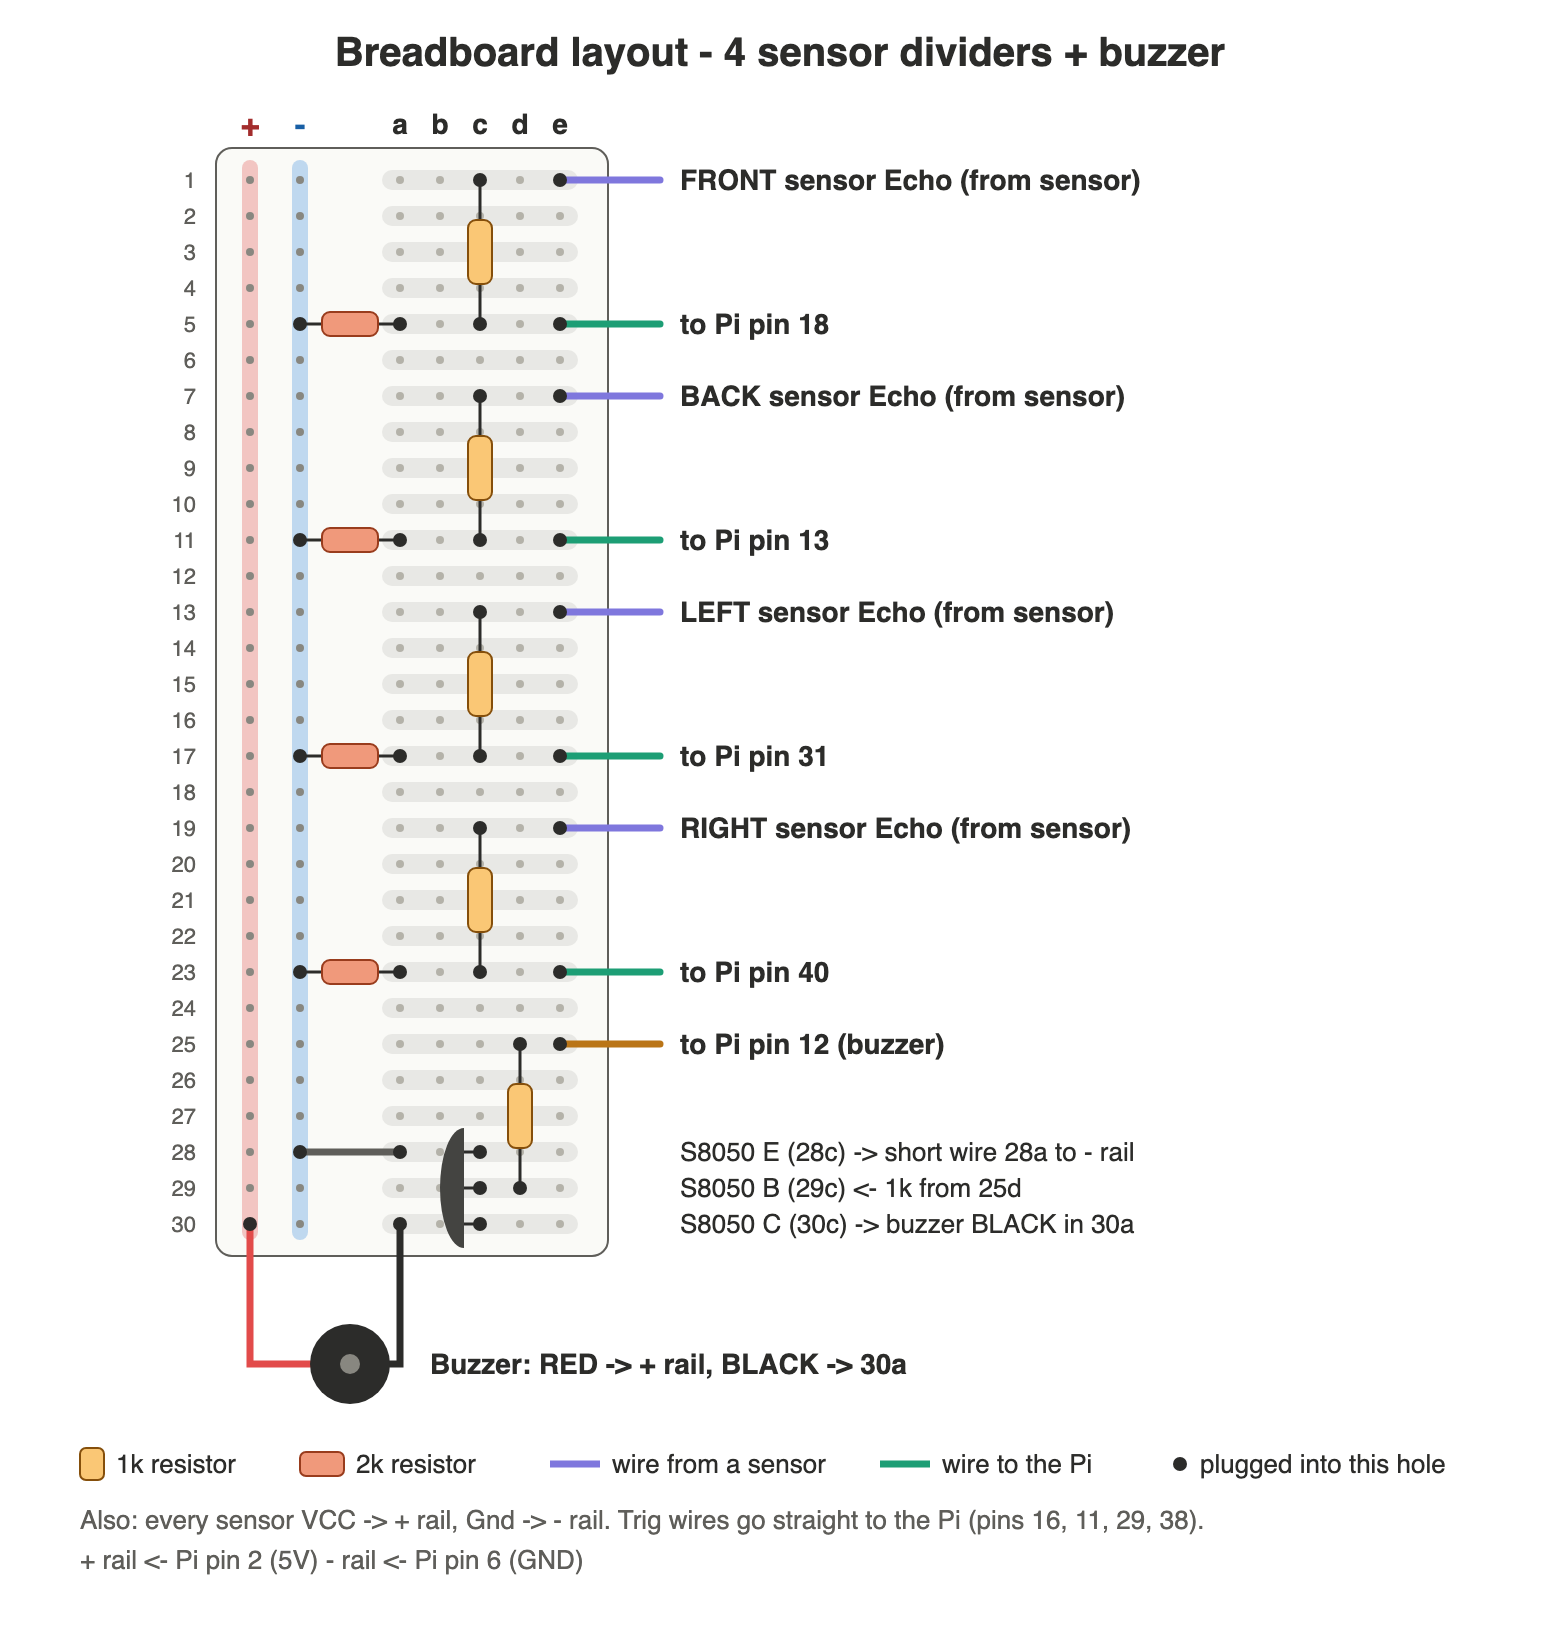 Breadboard layout - 4 sensor dividers + buzzer
+ - a b c d e
1 FRONT sensor Echo (from sensor)
2
3
4
5 to Pi pin 18
6
7 BACK sensor Echo (from sensor)
8
9
10
11 to Pi pin 13
12
13 LEFT sensor Echo (from sensor)
14
15
16
17 to Pi pin 31
18
19 RIGHT sensor Echo (from sensor)
20
21
22
23 to Pi pin 40
24
25 to Pi pin 12 (buzzer)
26
27
28 S8050 E (28c) -> short wire 28a to - rail
29 S8050 B (29c) <- 1k from 25d
30 S8050 C (30c) -> buzzer BLACK in 30a
Buzzer: RED -> + rail, BLACK -> 30a
1k resistor 2k resistor wire from a sensor wire to the Pi plugged into this hole
Also: every sensor VCC -> + rail, Gnd -> - rail. Trig wires go straight to the Pi (pins 16, 11, 29, 38).
+ rail <- Pi pin 2 (5V) - rail <- Pi pin 6 (GND)